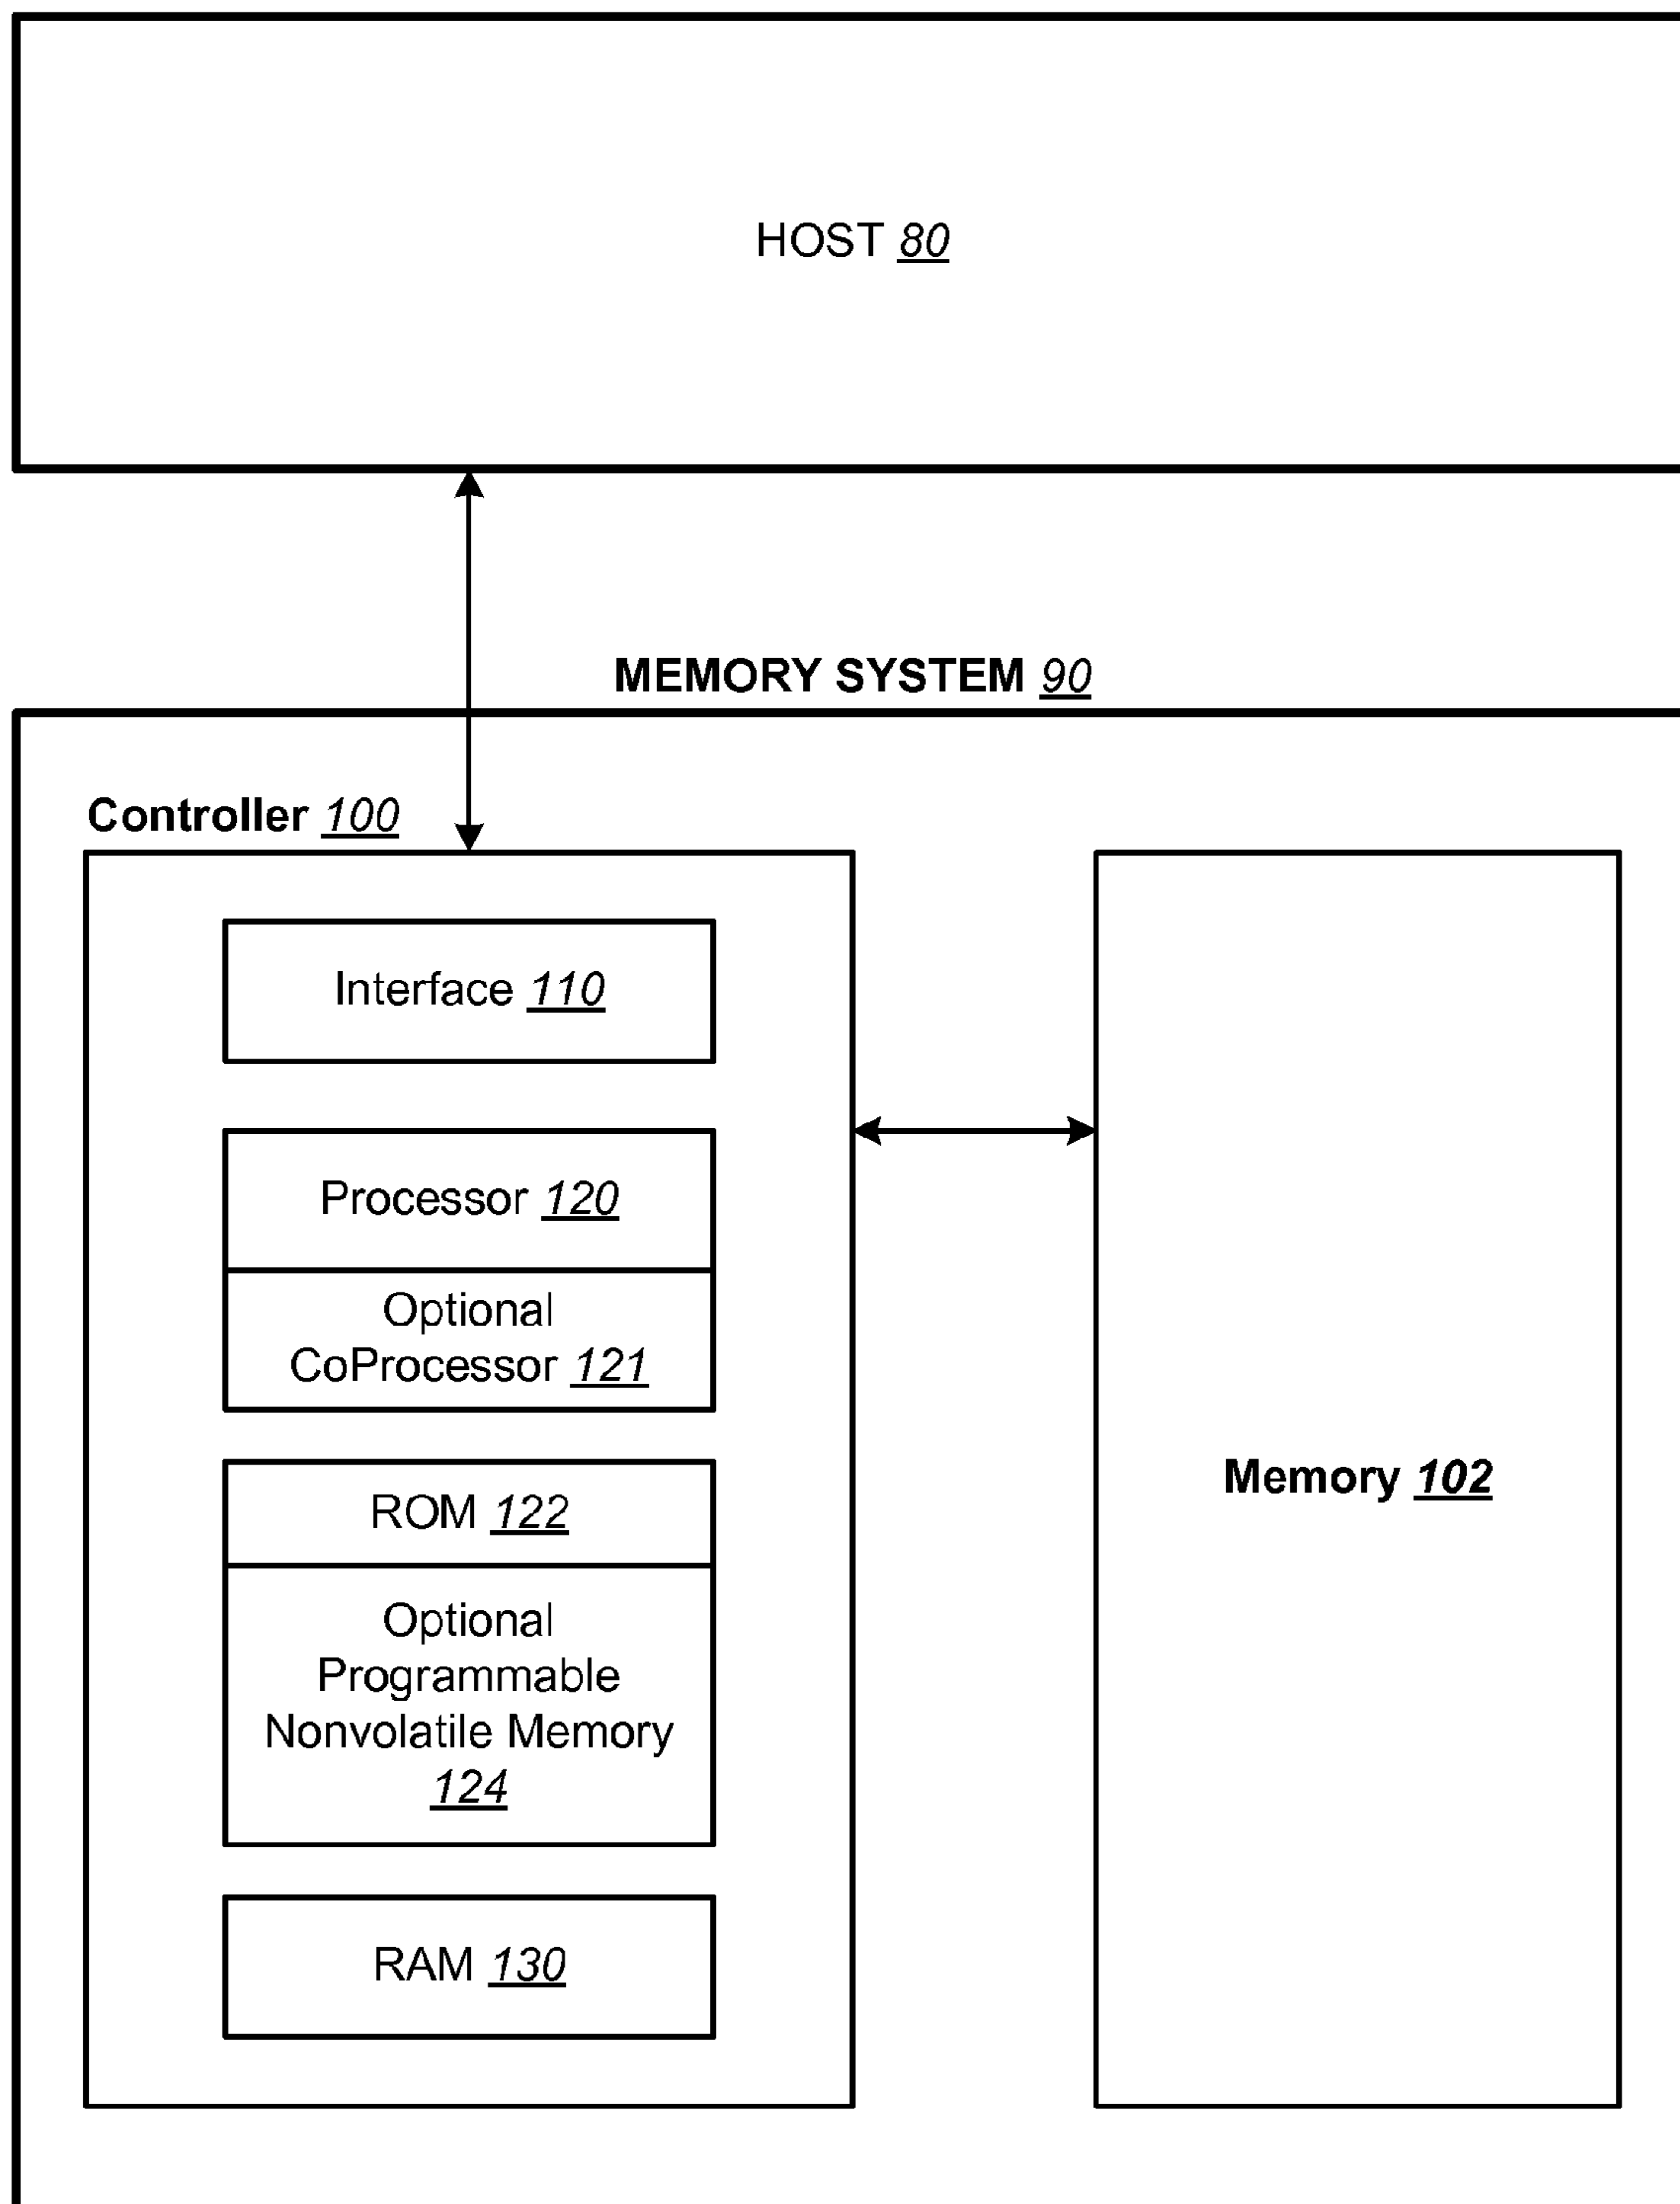 HOST 80
MEMORY SYSTEM 90
Controller 100
Interface 110
Processor 120
Optional
CoProcessor 121
ROM 122
Optional
Programmable
Nonvolatile Memory
124
RAM 130
Memory 102